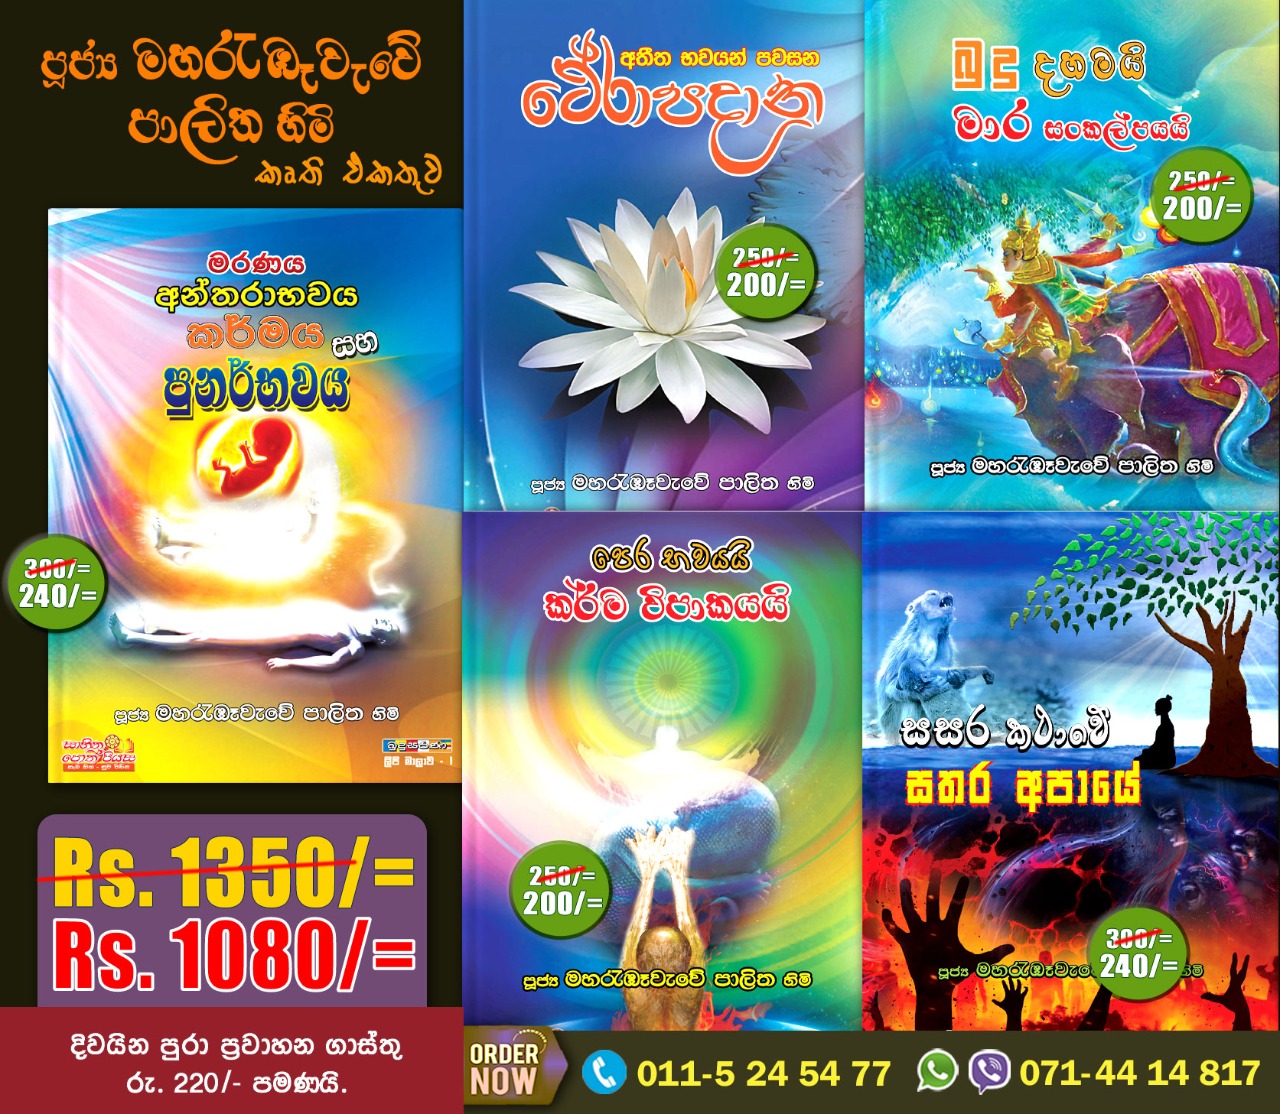 පූජ්‍ය මහරැඹෑවැවේ
පාලිත හිමි
කෘති එකතුව
මරණය
අන්තරාභවය
කර්මය සහ
පුනර්භවය
300/=
240/=
පූජ්‍ය මහරැඹෑවැවේ පාලිත හිමි
බුදුසරණ
ලිපි මාලාව - 1
අතීත භවයන් පවසන
ථේරාපදාන
250/=
200/=
පූජ්‍ය මහරැඹෑවැවේ පාලිත හිමි
බුදු දහමයි
මාර සංකල්පයයි
250/=
200/=
පූජ්‍ය මහරැඹෑවැවේ පාලිත හිමි
පෙර භවයයි
කර්ම විපාකයයි
250/=
200/=
පූජ්‍ය මහරැඹෑවැවේ පාලිත හිමි
සසර කථාවේ
සතර අපායේ
300/=
240/=
පූජ්‍ය මහරැඹෑවැවේ හිමි
Rs. 1350/=
Rs. 1080/=
දිවයින පුරා ප්‍රවාහන ගාස්තු
රු. 220/- පමණයි.
ORDER
NOW
011-5 24 54 77
071-44 14 817